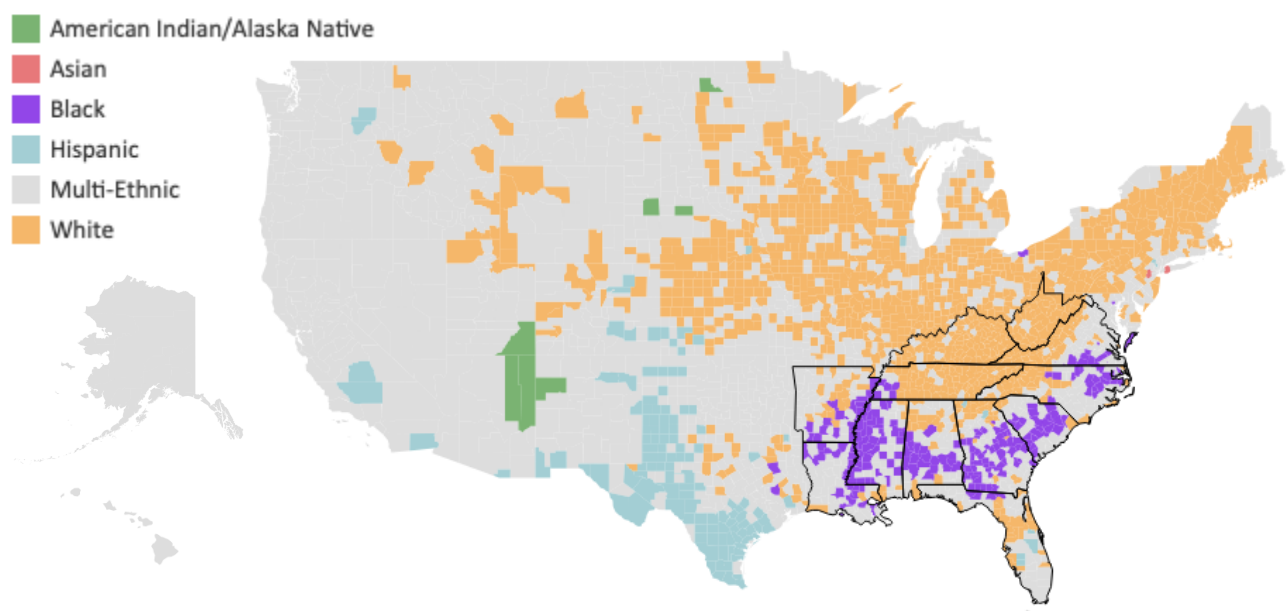 American Indian/Alaska Native
Asian
Black
Hispanic
Multi-Ethnic
White